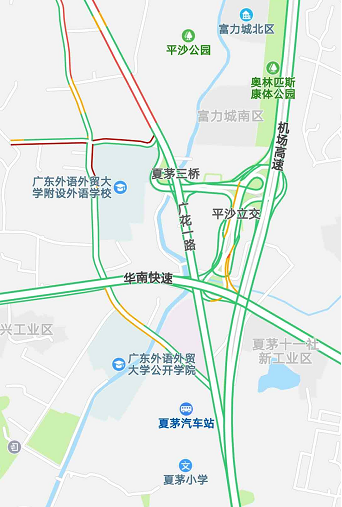 富力城北区
平沙公园
奥林匹斯
康体公园
富力城南区
机场高速
夏茅三桥
广东外语外贸大
学附设外语学校
广花一路
平沙立交
华南快速
兴工业区
夏茅十一社
新工业区
广东外语外贸
大学公开学院
夏茅汽车站
夏茅小学